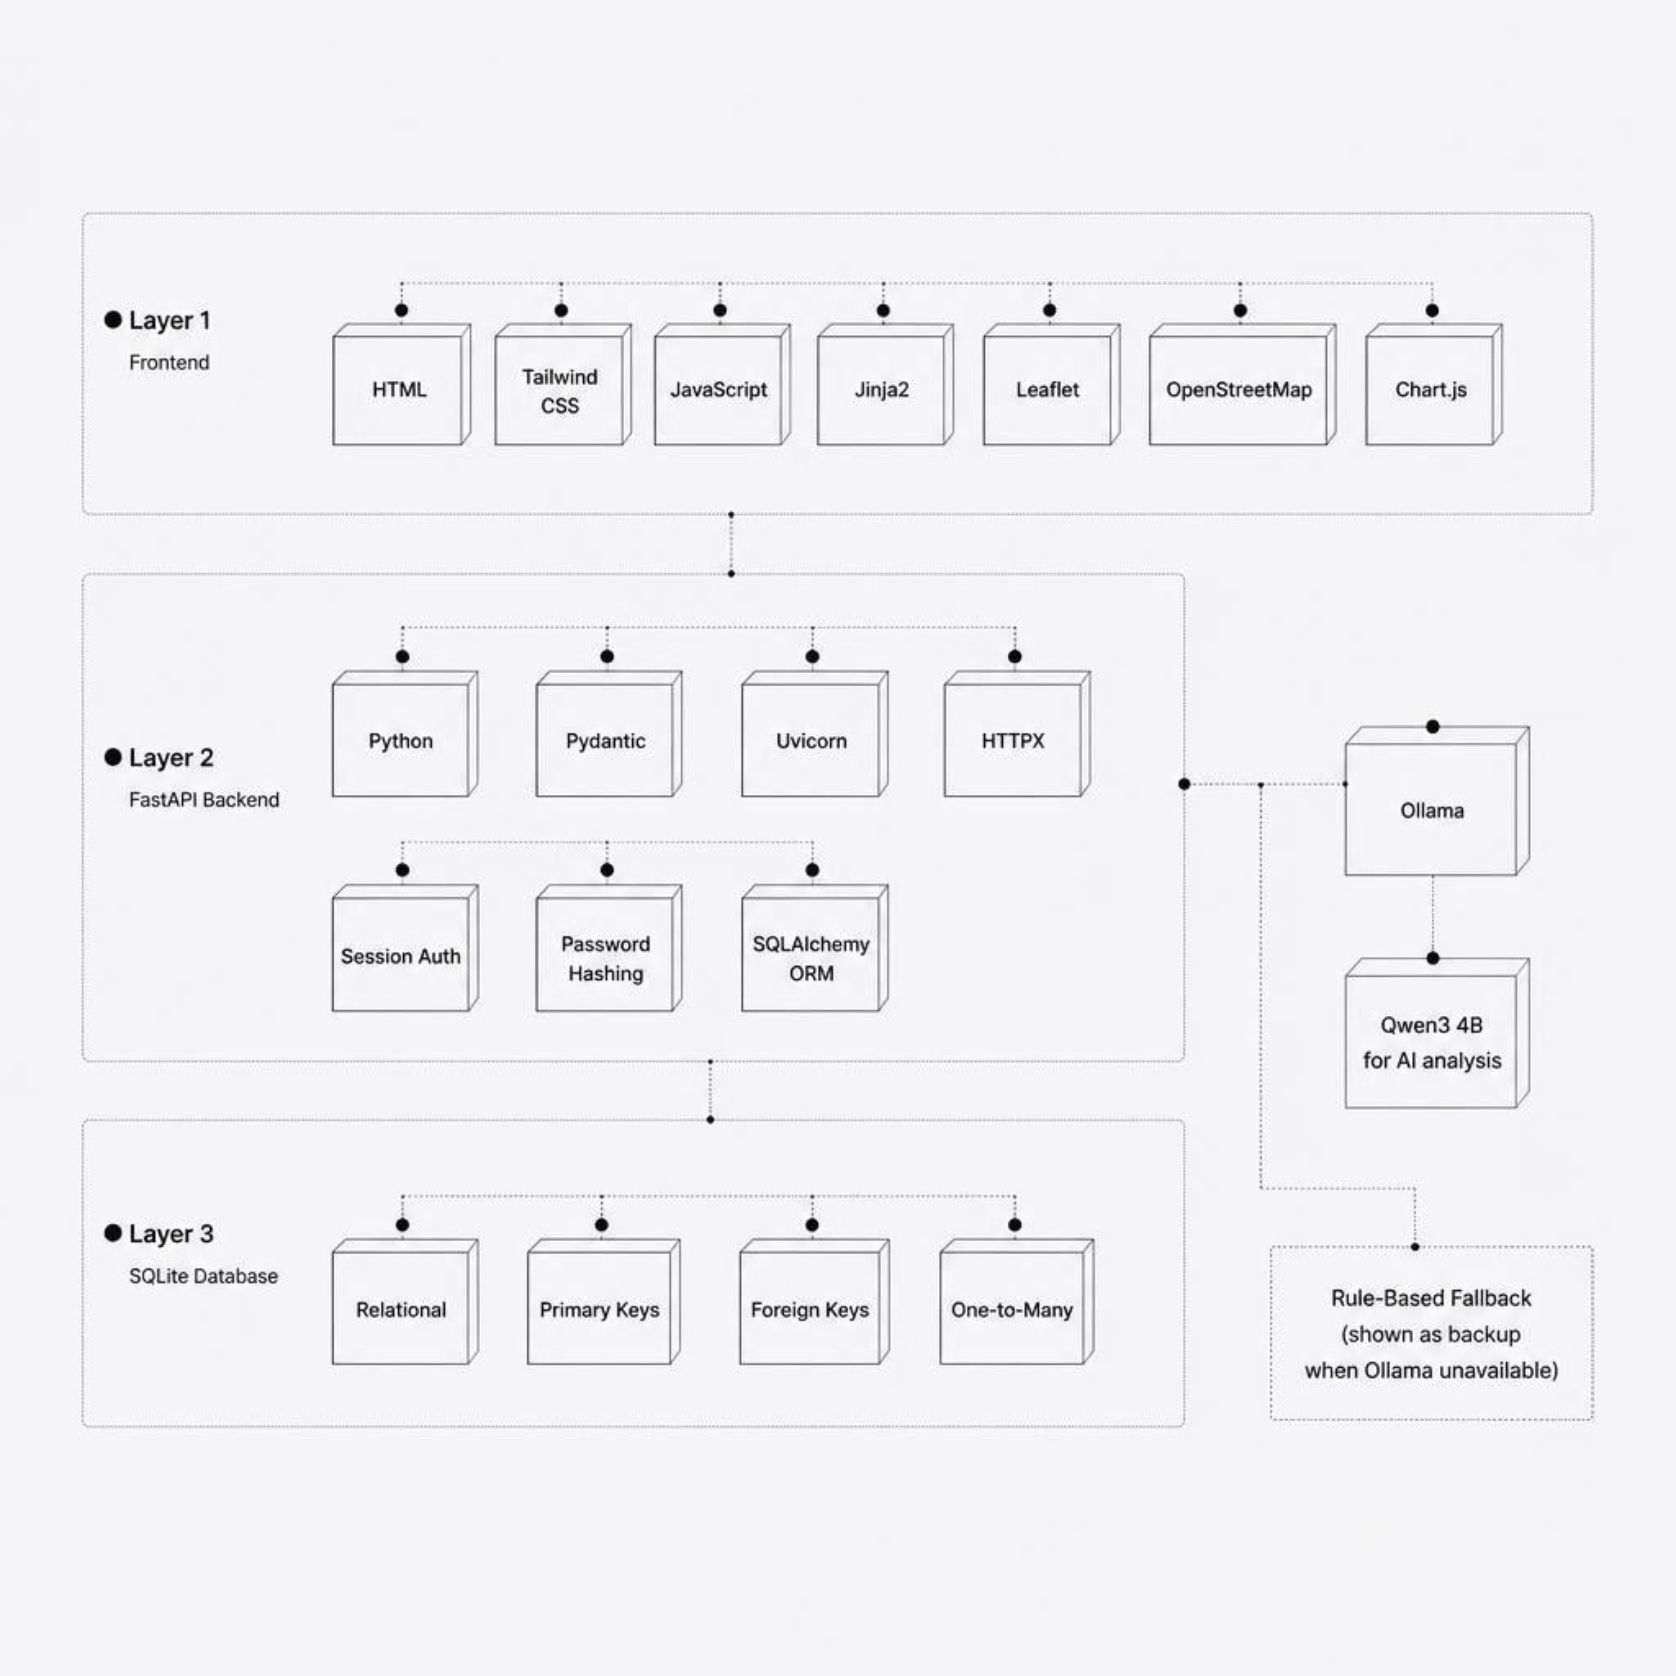 Layer 1
Frontend
HTML
Tailwind
CSS
JavaScript
Jinja2
Leaflet
OpenStreetMap
Chart.js
Layer 2
FastAPI Backend
Python
Pydantic
Uvicorn
HTTPX
Session Auth
Password
Hashing
SQLAlchemy
ORM
Ollama
Qwen3 4B
for AI analysis
Layer 3
SQLite Database
Relational
Primary Keys
Foreign Keys
One-to-Many
Rule-Based Fallback
(shown as backup
when Ollama unavailable)